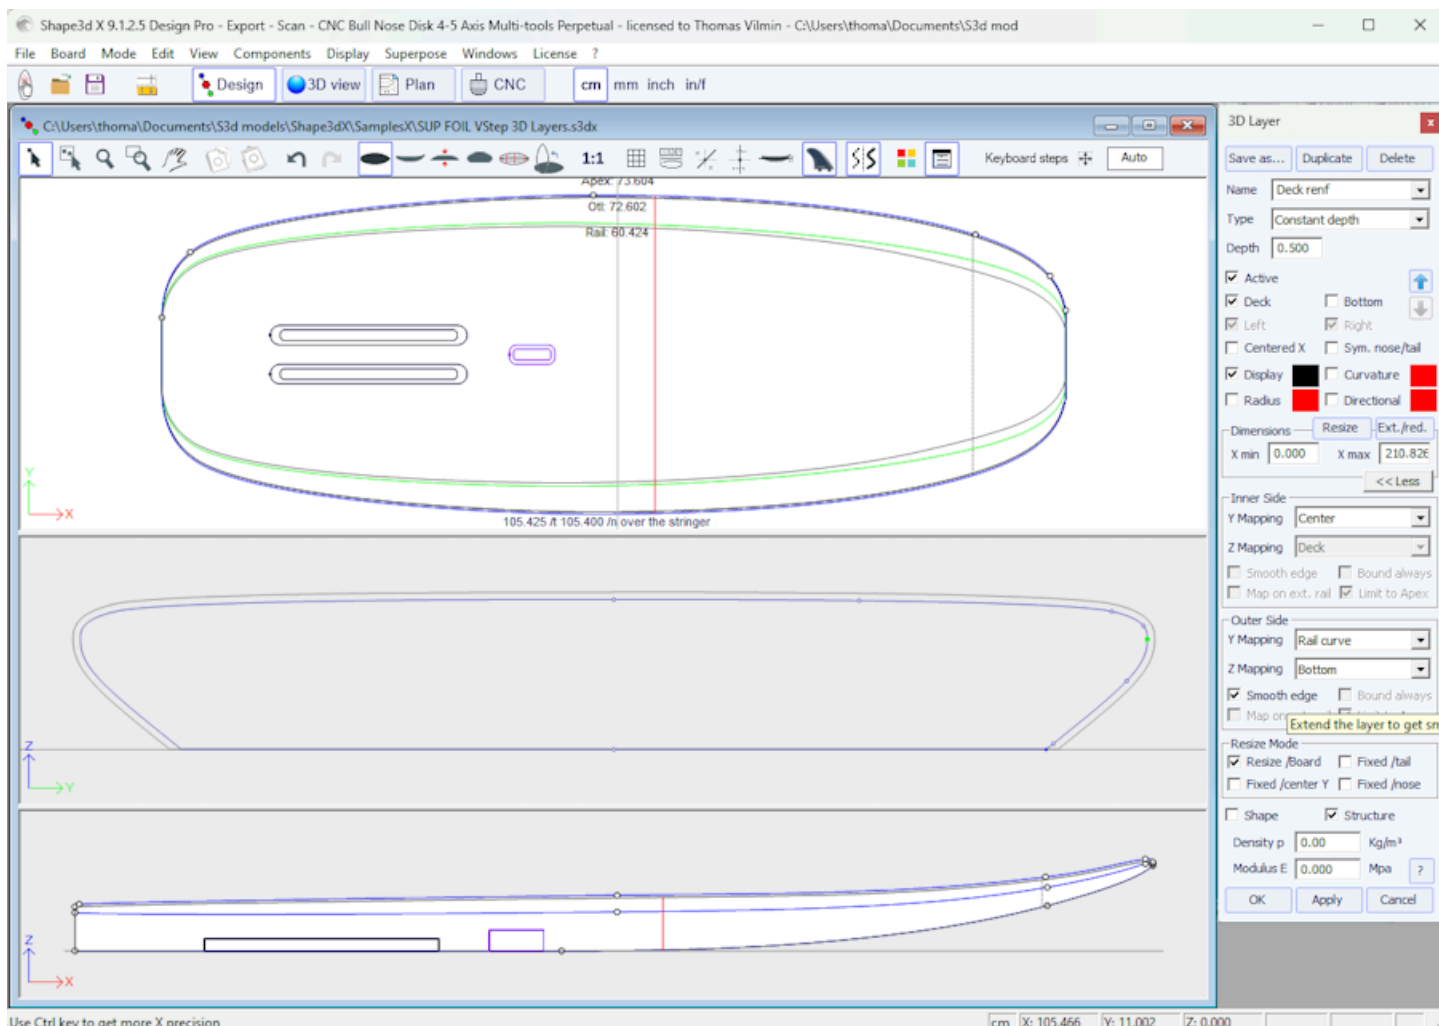 Shape3d X 9.1.2.5 Design Pro - Export - Scan - CNC Bull Nose Disk 4-5 Axis Multi-tools Perpetual - licensed to Thomas Vilmin - C:\Users\thoma\Documents\S3d mod
File Board Mode Edit View Components Display Superpose Windows License ?
Design 3D view Plan CNC cm mm inch in/f
C:\Users\thoma\Documents\S3d models\Shape3dX\SamplesX\SUP FOIL VStep 3D Layers.s3dx
1:1 Keyboard steps Auto
Apex: 73.604
Otl: 72.602
Rail: 60.424
Y
X
105.425 /t 105.400 /n over the stringer
Z
Y
Z
X
3D Layer
Save as... Duplicate Delete
Name Deck renf
Type Constant depth
Depth 0.500
Active
Deck Bottom
Left Right
Centered X Sym. nose/tail
Display Curvature
Radius Directional
Dimensions Resize Ext./red.
X min 0.000 X max 210.826
<< Less
Inner Side
Y Mapping Center
Z Mapping Deck
Smooth edge Bound always
Map on ext. rail Limit to Apex
Outer Side
Y Mapping Rail curve
Z Mapping Bottom
Smooth edge Bound always
Map on
Extend the layer to get sm
Resize Mode
Resize /Board Fixed /tail
Fixed /center Y Fixed /nose
Shape Structure
Density p 0.00 Kg/m³
Modulus E 0.000 Mpa ?
OK Apply Cancel
Use Ctrl key to get more X precision
cm X: 105.466 Y: 11.002 Z: 0.000